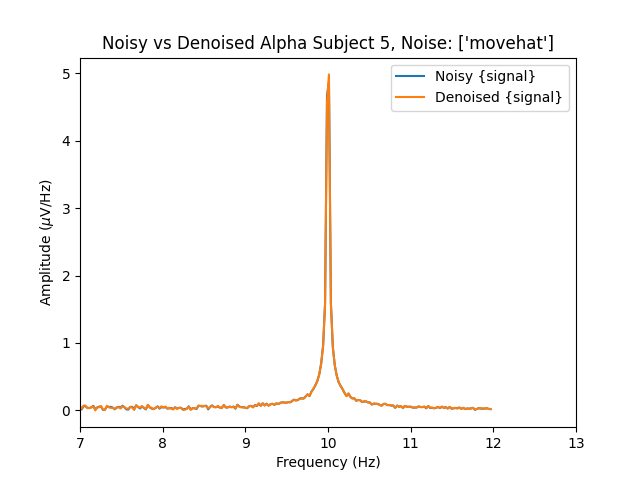 Noisy vs Denoised Alpha Subject 5, Noise: ['movehat']
Noisy {signal}
Denoised {signal}
5
4
3
2
1
0
Amplitude (μV/Hz)
7 8 9 10 11 12 13
Frequency (Hz)